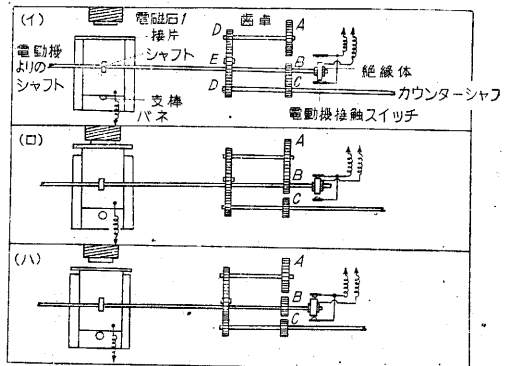 (イ)
電磁石1
接片
シャフト
歯車
A
D
電動機
よりの
シャフト
E
B
絶縁体
D
C
カウンターシャフ
支棒
バネ
電動機接触スイッチ
(ロ)
A
B
C
(ハ)
A
B
C